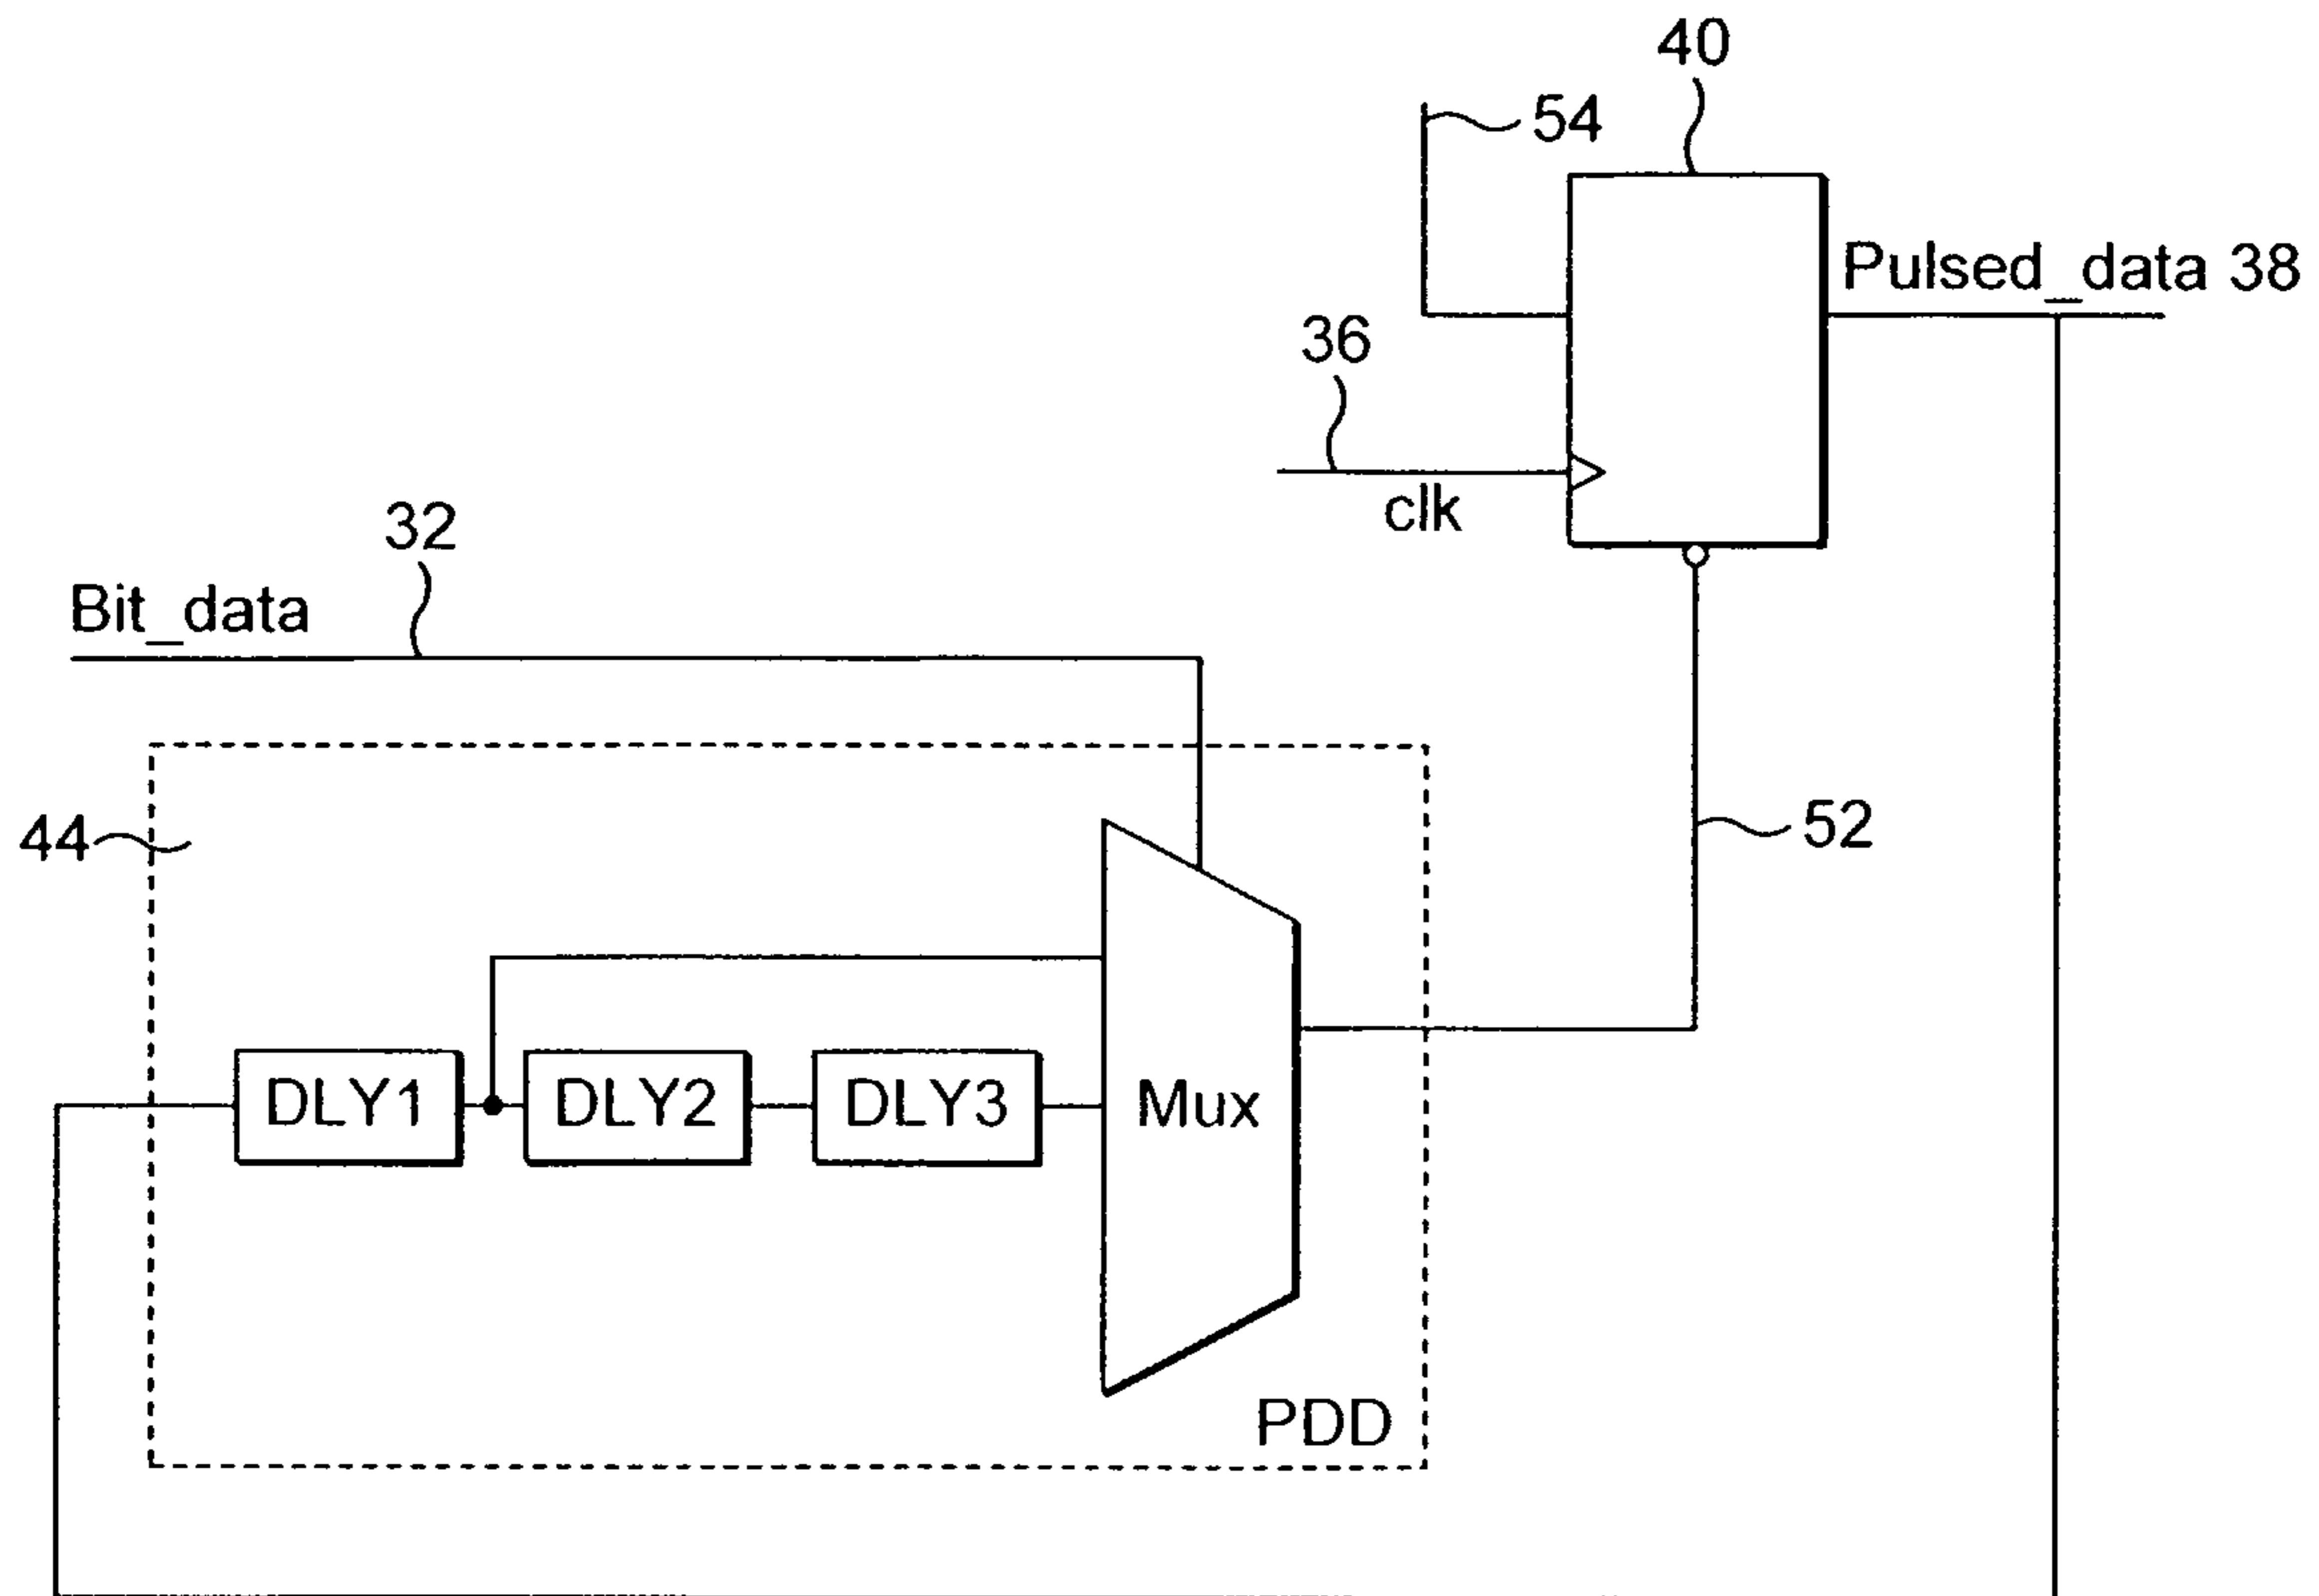 40
54
Pulsed_data 38
36
clk
32
Bit_data
44
52
DLY1
DLY2
DLY3
Mux
PDD